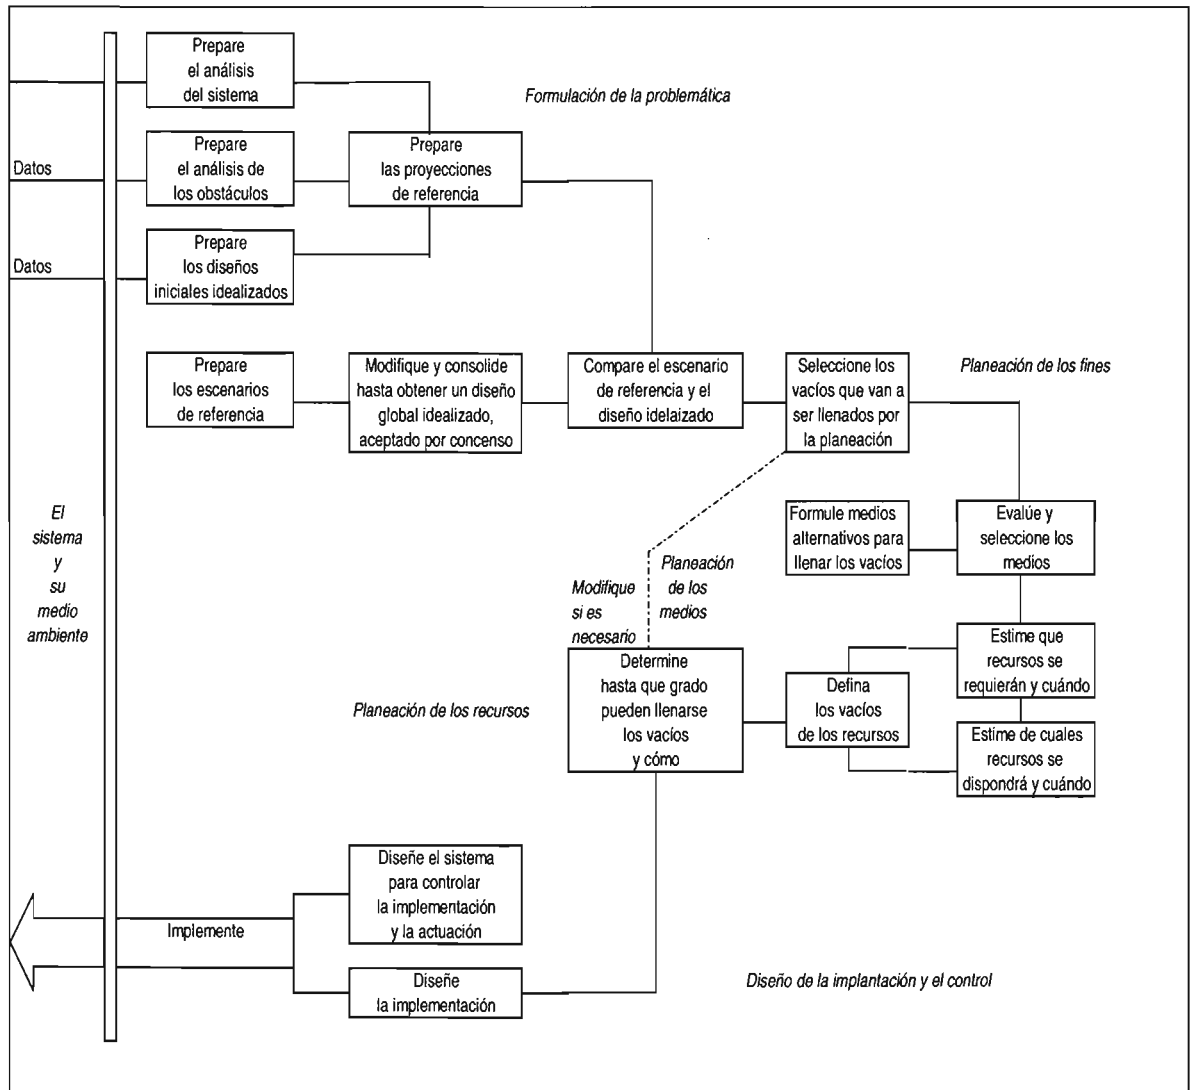 Prepare
el análisis
del sistema
Formulación de la problemática
Datos
Prepare
el análisis de
los obstáculos
Prepare
las proyecciones
de referencia
Datos
Prepare
los diseños
iniciales idealizados
Prepare
los escenarios
de referencia
Modifique y consolide
hasta obtener un diseño
global idealizado,
aceptado por concenso
Compare el escenario
de referencia y el
diseño idelaizado
Seleccione los
vacíos que van a
ser llenados por
la planeación
Planeación de los fines
El
sistema
y
su
medio
ambiente
Formule medios
alternativos para
llenar los vacíos
Evalúe y
seleccione los
medios
Modifique
si es
necesario
Planeación
de los
medios
Estime que
recursos se
requierán y cuándo
Planeación de los recursos
Determine
hasta que grado
pueden llenarse
los vacíos
y cómo
Defina
los vacíos
de los recursos
Estime de cuales
recursos se
dispondrá y cuándo
Diseñe el sistema
para controlar
la implementación
y la actuación
Implemente
Diseñe
la implementación
Diseño de la implantación y el control